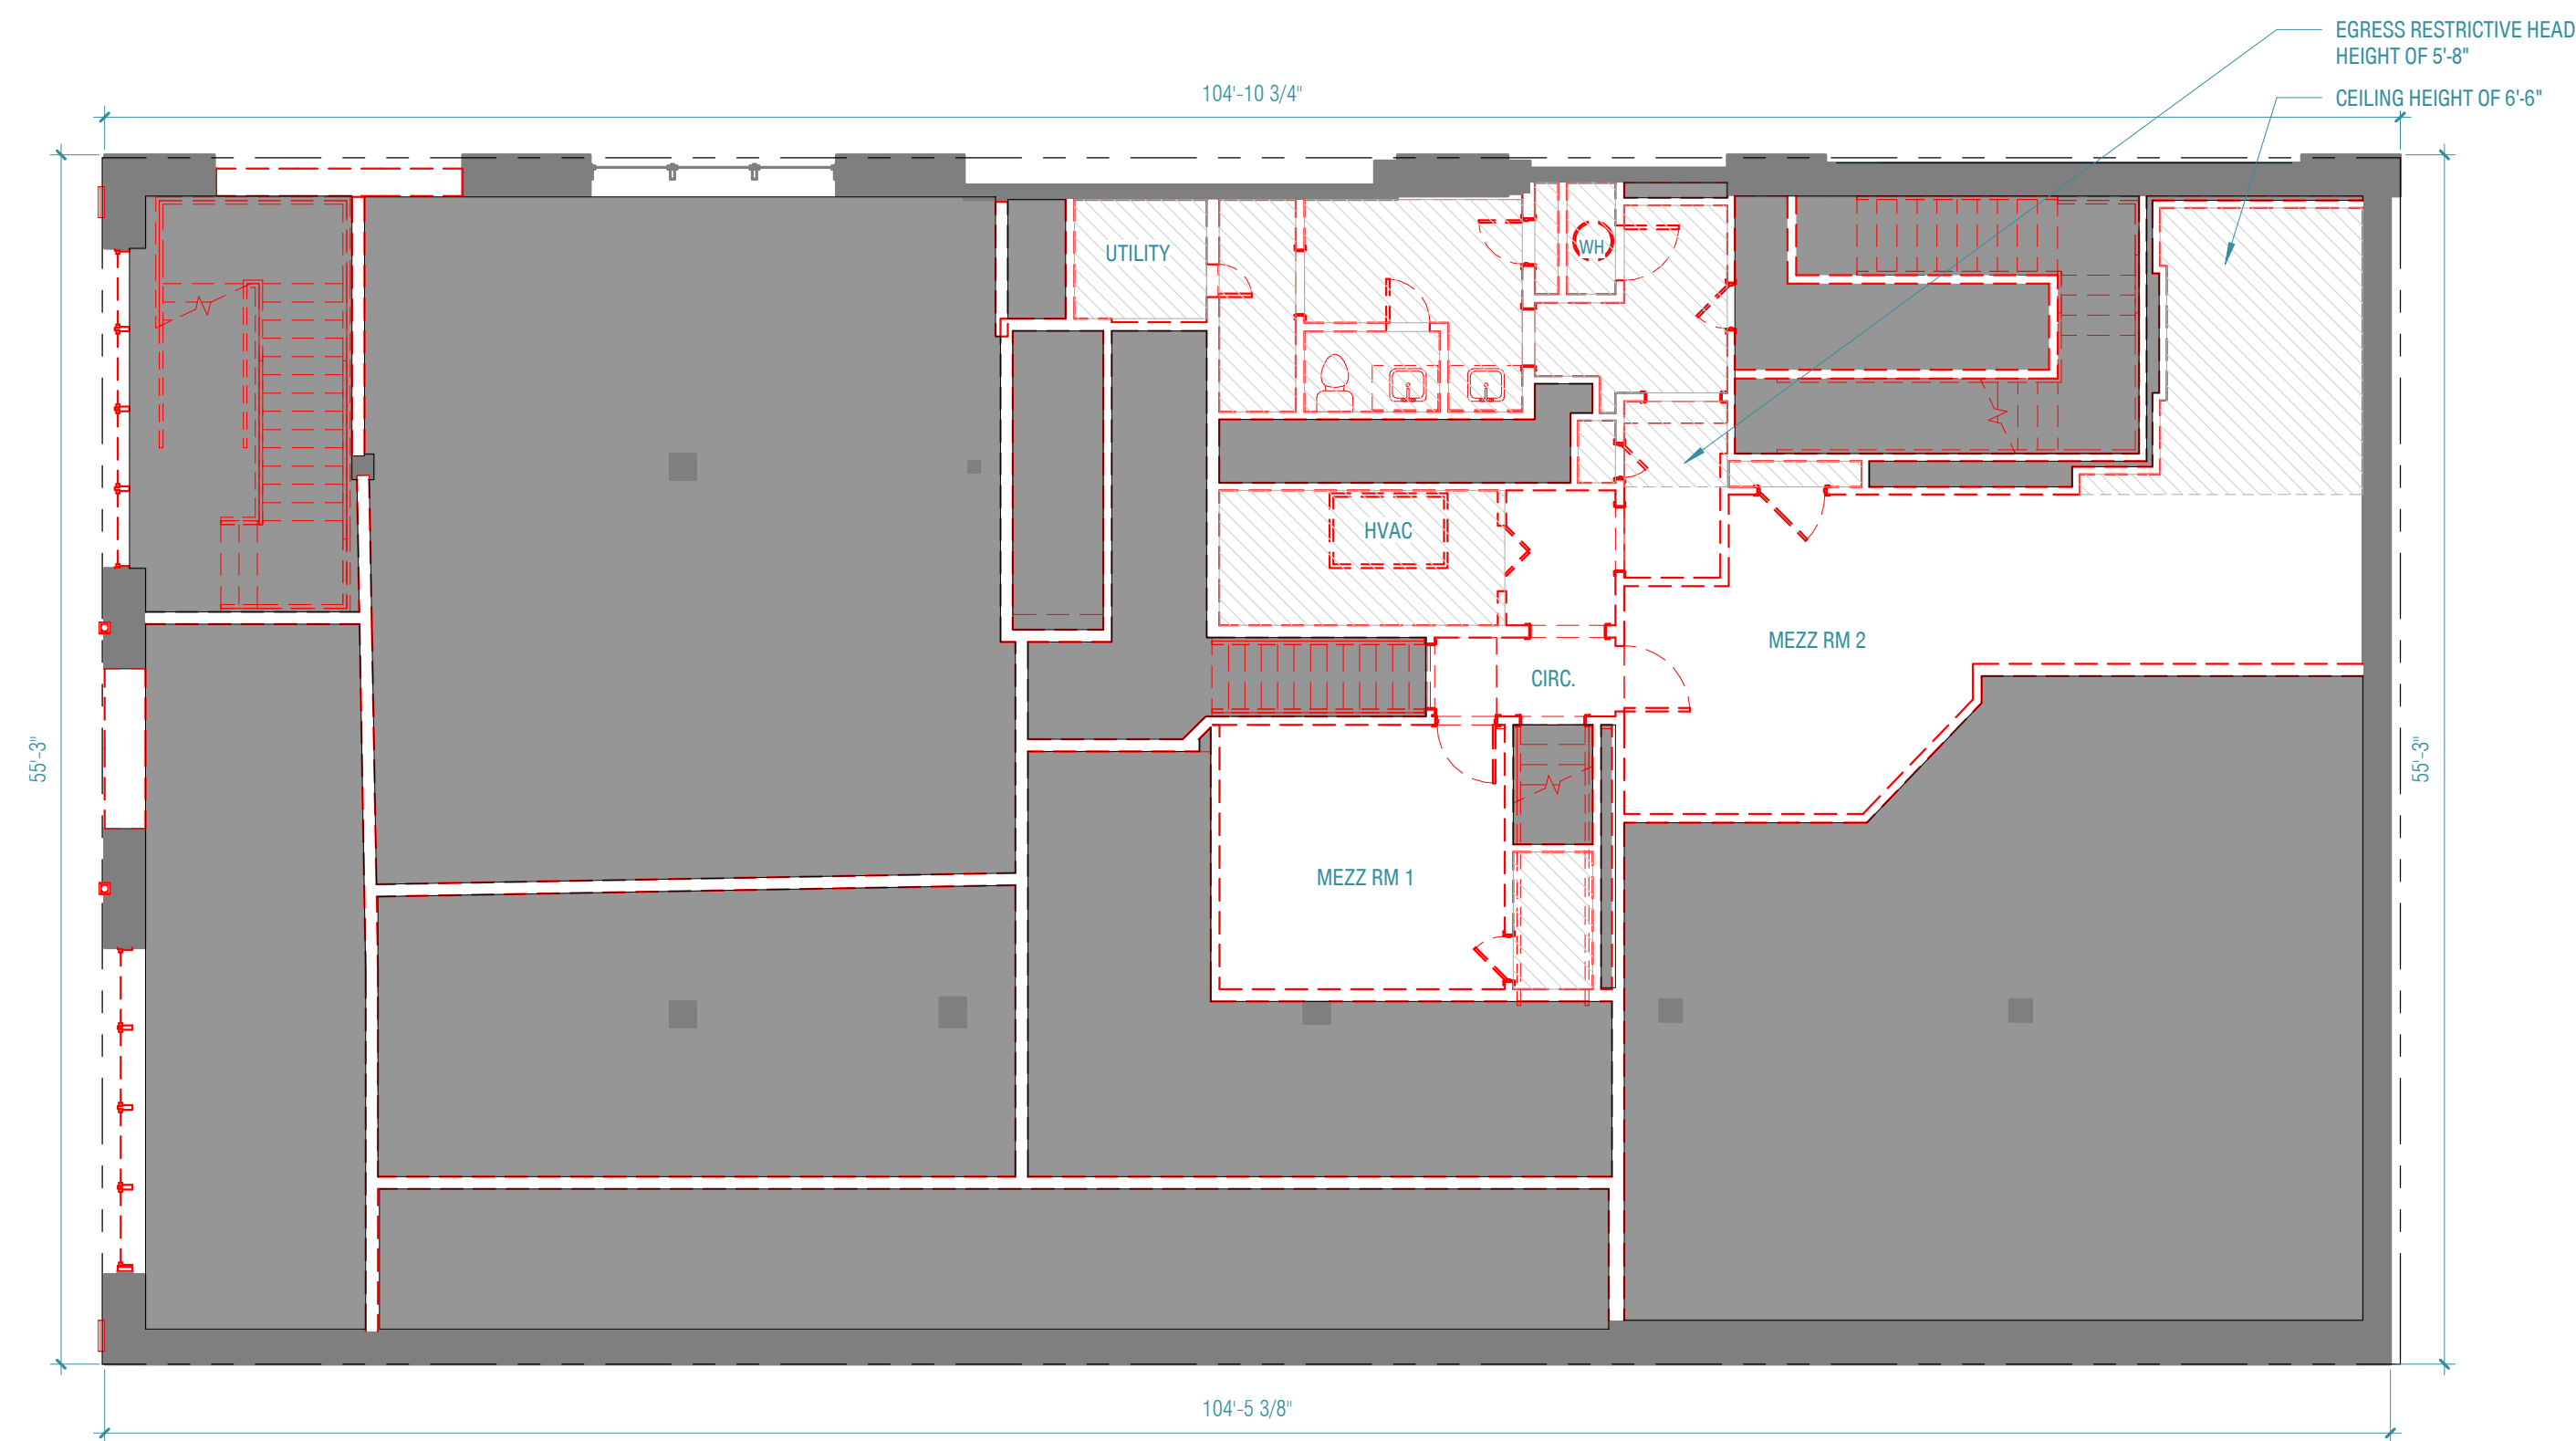 EGRESS RESTRICTIVE HEAD
HEIGHT OF 5'-8"
104'-10 3/4"
CEILING HEIGHT OF 6'-6"
UTILITY
WH
HVAC
MEZZ RM 2
CIRC.
55'-3"
55'-3"
MEZZ RM 1
104'-5 3/8"